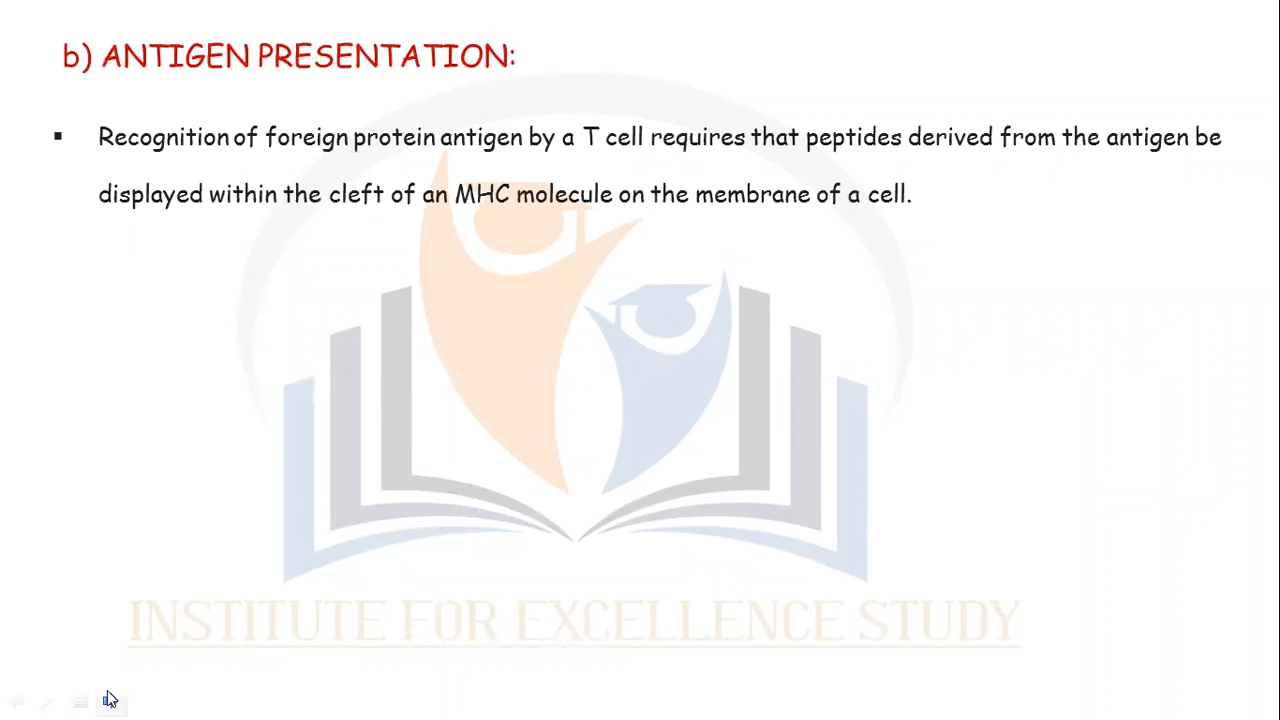 b) ANTIGEN PRESENTATION:
▪ Recognition of foreign protein antigen by a T cell requires that peptides derived from the antigen be
displayed within the cleft of an MHC molecule on the membrane of a cell.
INSTITUTE FOR EXCELLENCE STUDY